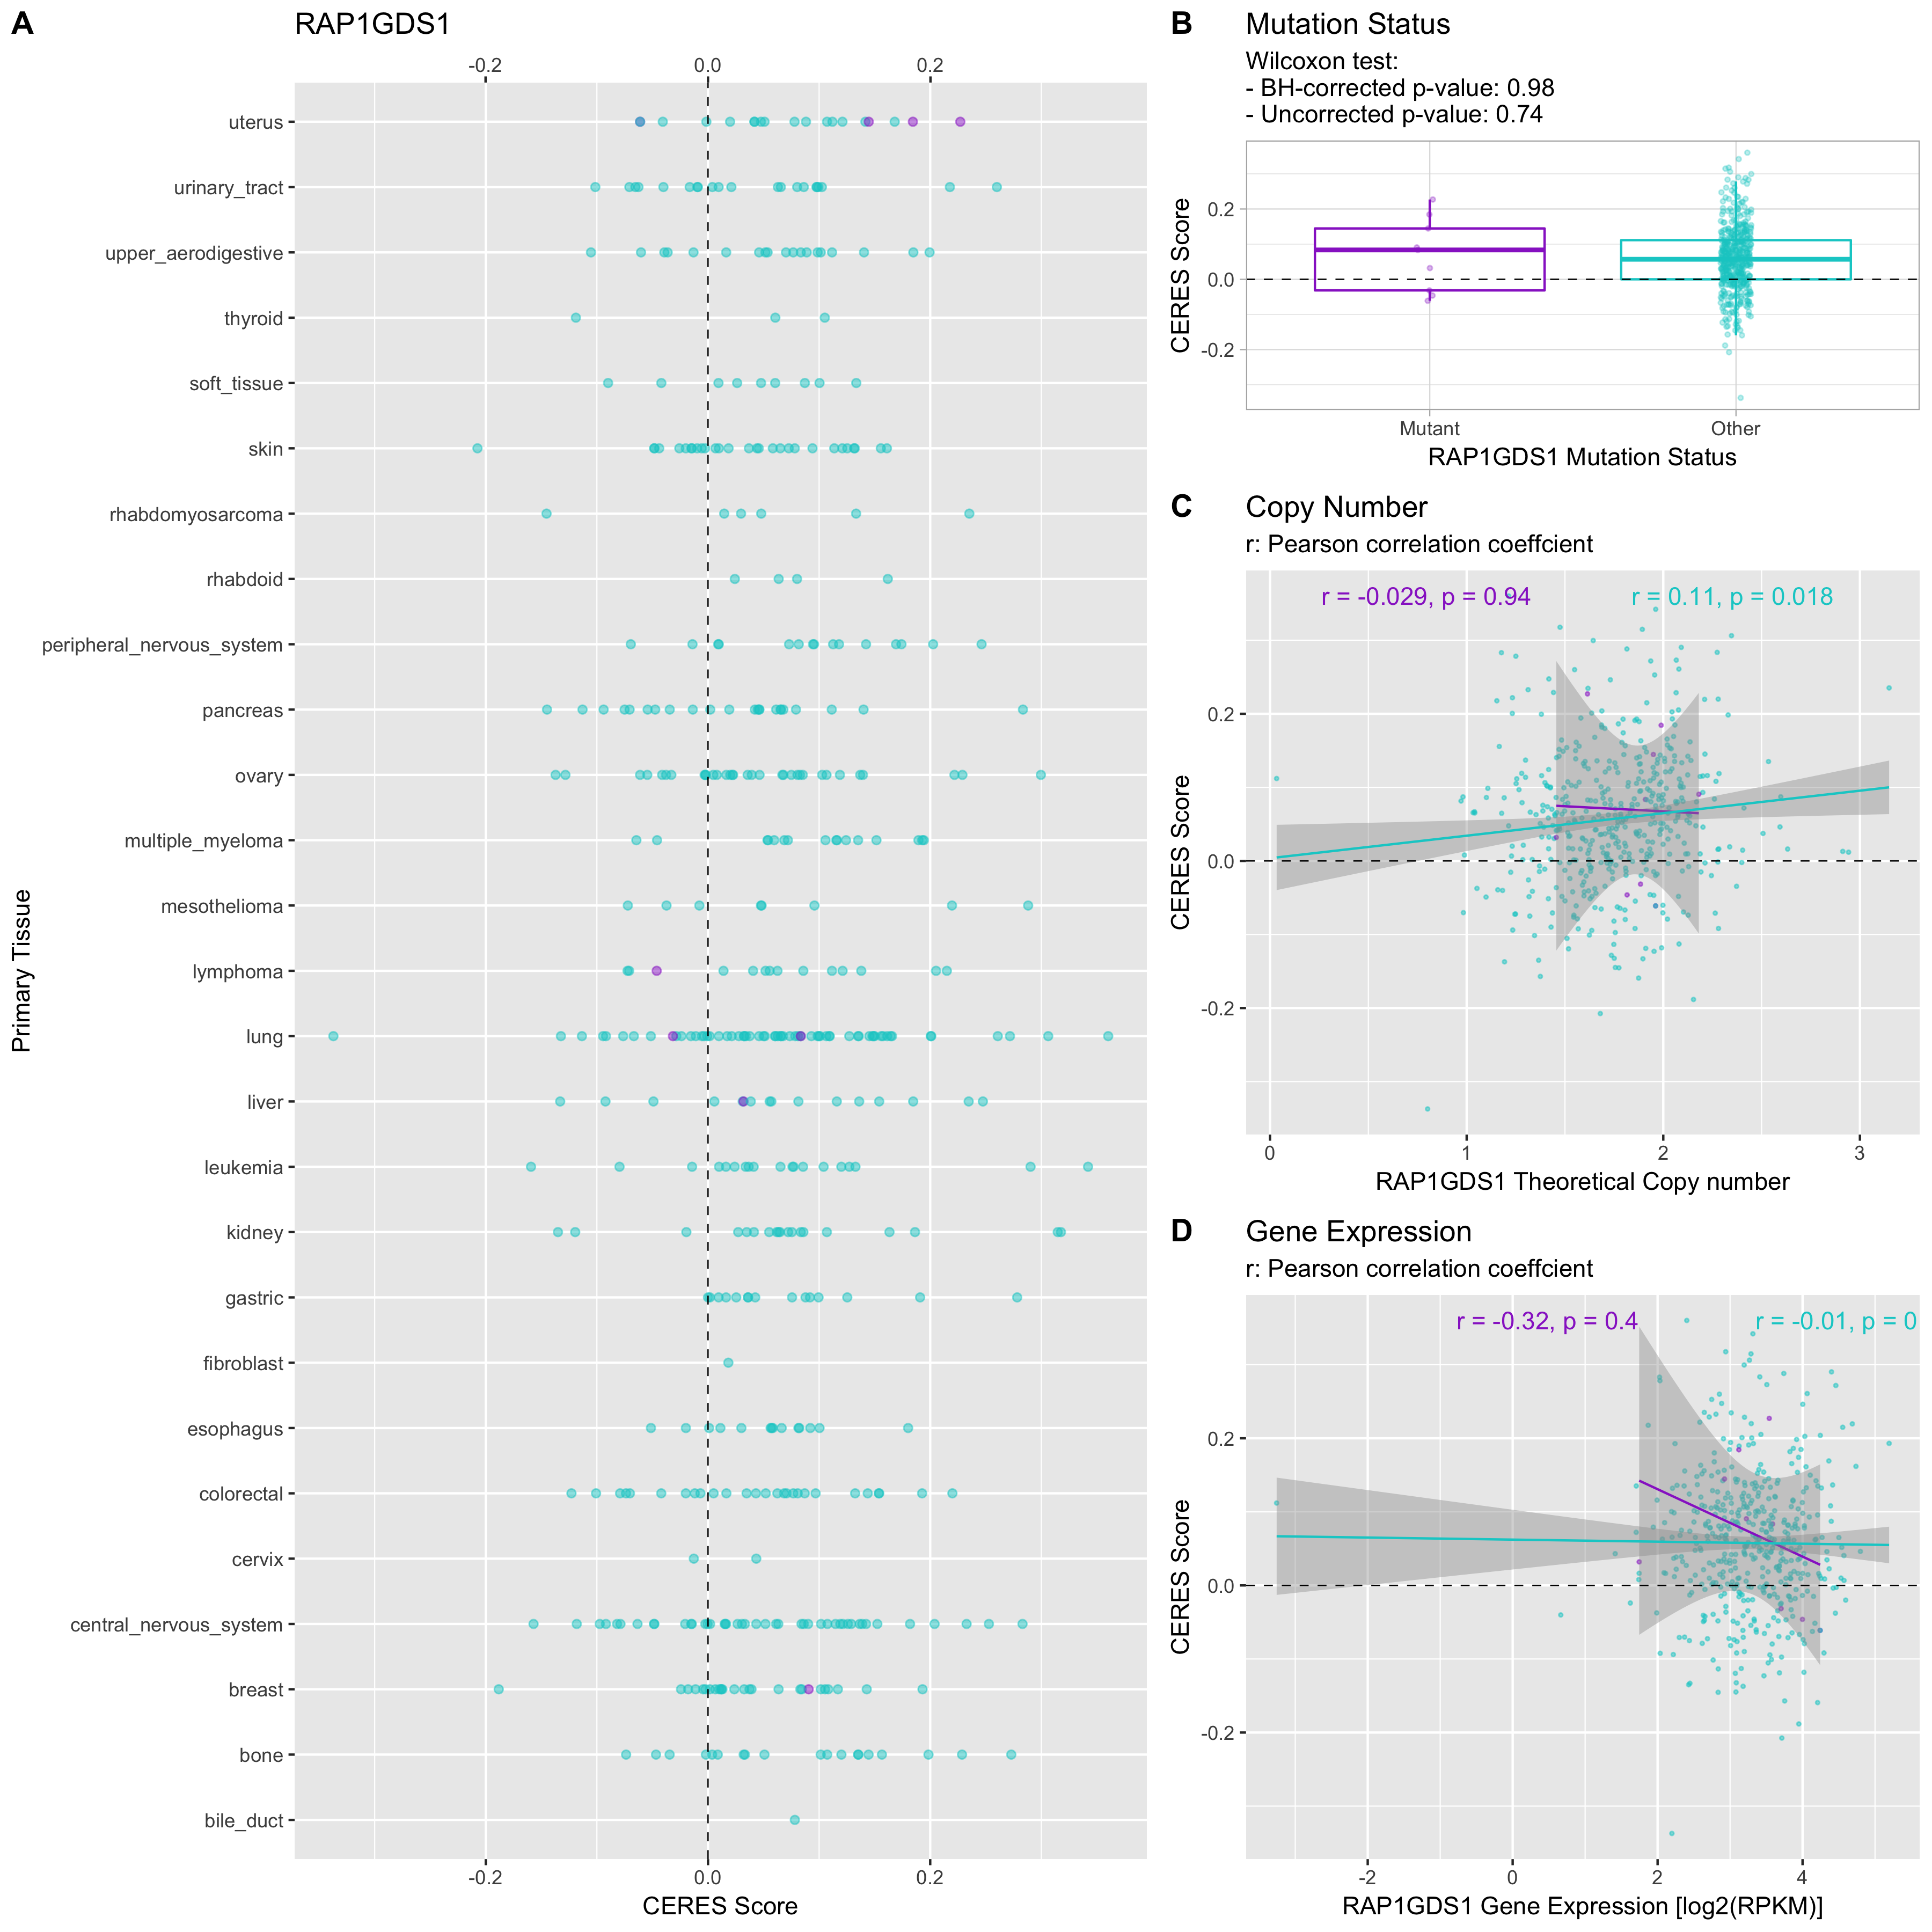 A
RAP1GDS1
-0.2 0.0 0.2
uterus
urinary_tract
upper_aerodigestive
thyroid
soft_tissue
skin
rhabdomyosarcoma
rhabdoid
peripheral_nervous_system
pancreas
ovary
multiple_myeloma
mesothelioma
lymphoma
lung
liver
leukemia
kidney
gastric
fibroblast
esophagus
colorectal
cervix
central_nervous_system
breast
bone
bile_duct
Primary Tissue
-0.2 0.0 0.2
CERES Score
B
Mutation Status
Wilcoxon test:
- BH-corrected p-value: 0.98
- Uncorrected p-value: 0.74
CERES Score
0.2
0.0
-0.2
Mutant Other
RAP1GDS1 Mutation Status
C
Copy Number
r: Pearson correlation coeffcient
r = -0.029, p = 0.94 r = 0.11, p = 0.018
CERES Score
0.2
0.0
-0.2
0 1 2 3
RAP1GDS1 Theoretical Copy number
D
Gene Expression
r: Pearson correlation coeffcient
r = -0.32, p = 0.4 r = -0.01, p = 0
CERES Score
0.2
0.0
-0.2
-2 0 2 4
RAP1GDS1 Gene Expression [log2(RPKM)]